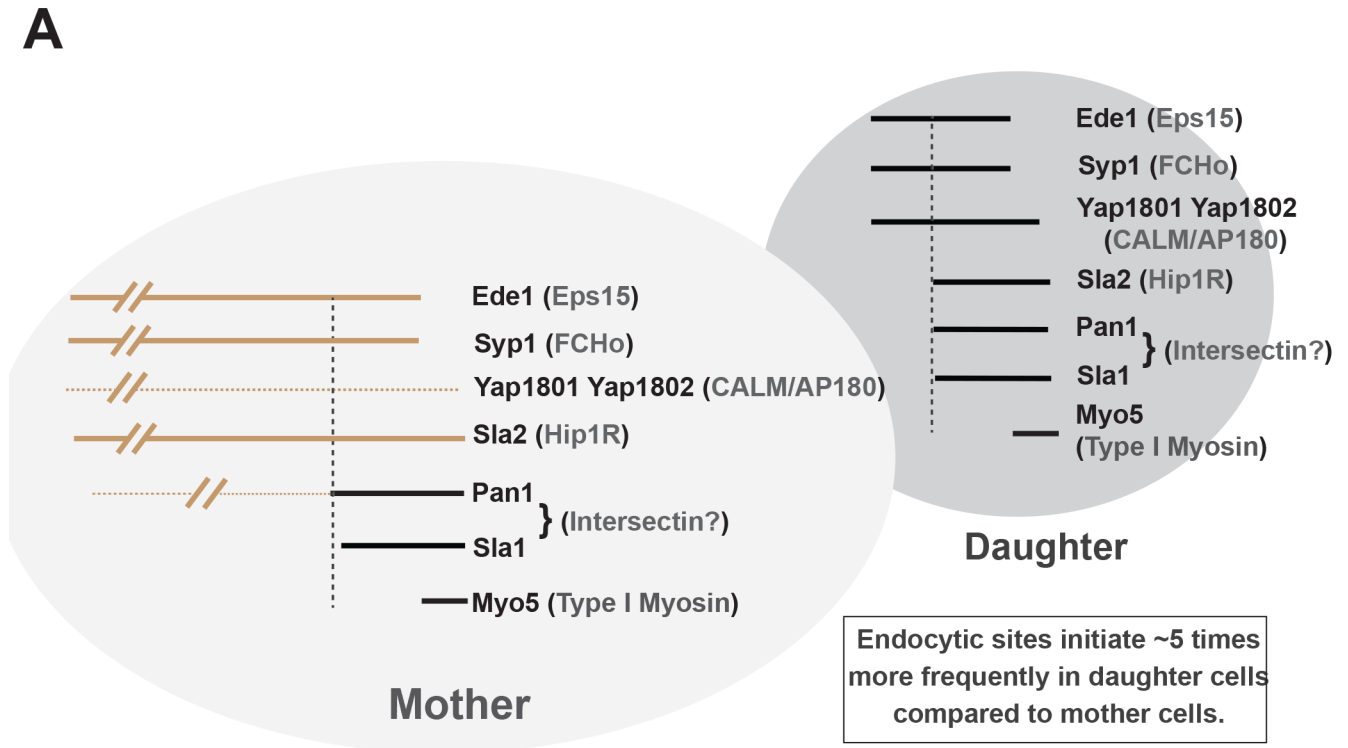 A
Ede1 (Eps15)
Syp1 (FCHo)
Yap1801 Yap1802
(CALM/AP180)
Sla2 (Hip1R)
Pan1
} (Intersectin?)
Sla1
Myo5
(Type I Myosin)
Daughter
Ede1 (Eps15)
Syp1 (FCHo)
Yap1801 Yap1802 (CALM/AP180)
Sla2 (Hip1R)
Pan1
} (Intersectin?)
Sla1
Myo5 (Type I Myosin)
Mother
Endocytic sites initiate ~5 times
more frequently in daughter cells
compared to mother cells.